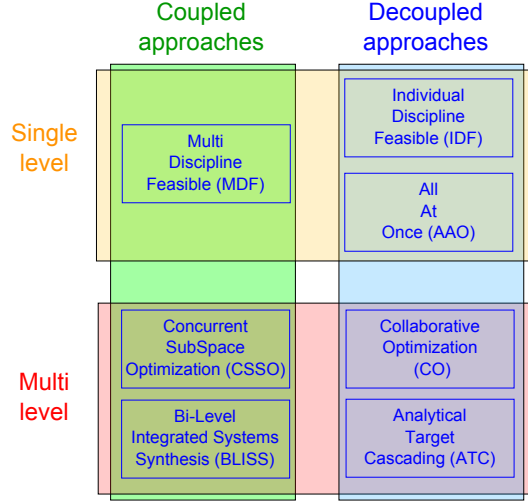 Coupled
approaches
Decoupled
approaches
Single
level
Multi
Discipline
Feasible (MDF)
Individual
Discipline
Feasible (IDF)
All
At
Once (AAO)
Multi
level
Concurrent
SubSpace
Optimization (CSSO)
Collaborative
Optimization
(CO)
Bi-Level
Integrated Systems
Synthesis (BLISS)
Analytical
Target
Cascading (ATC)